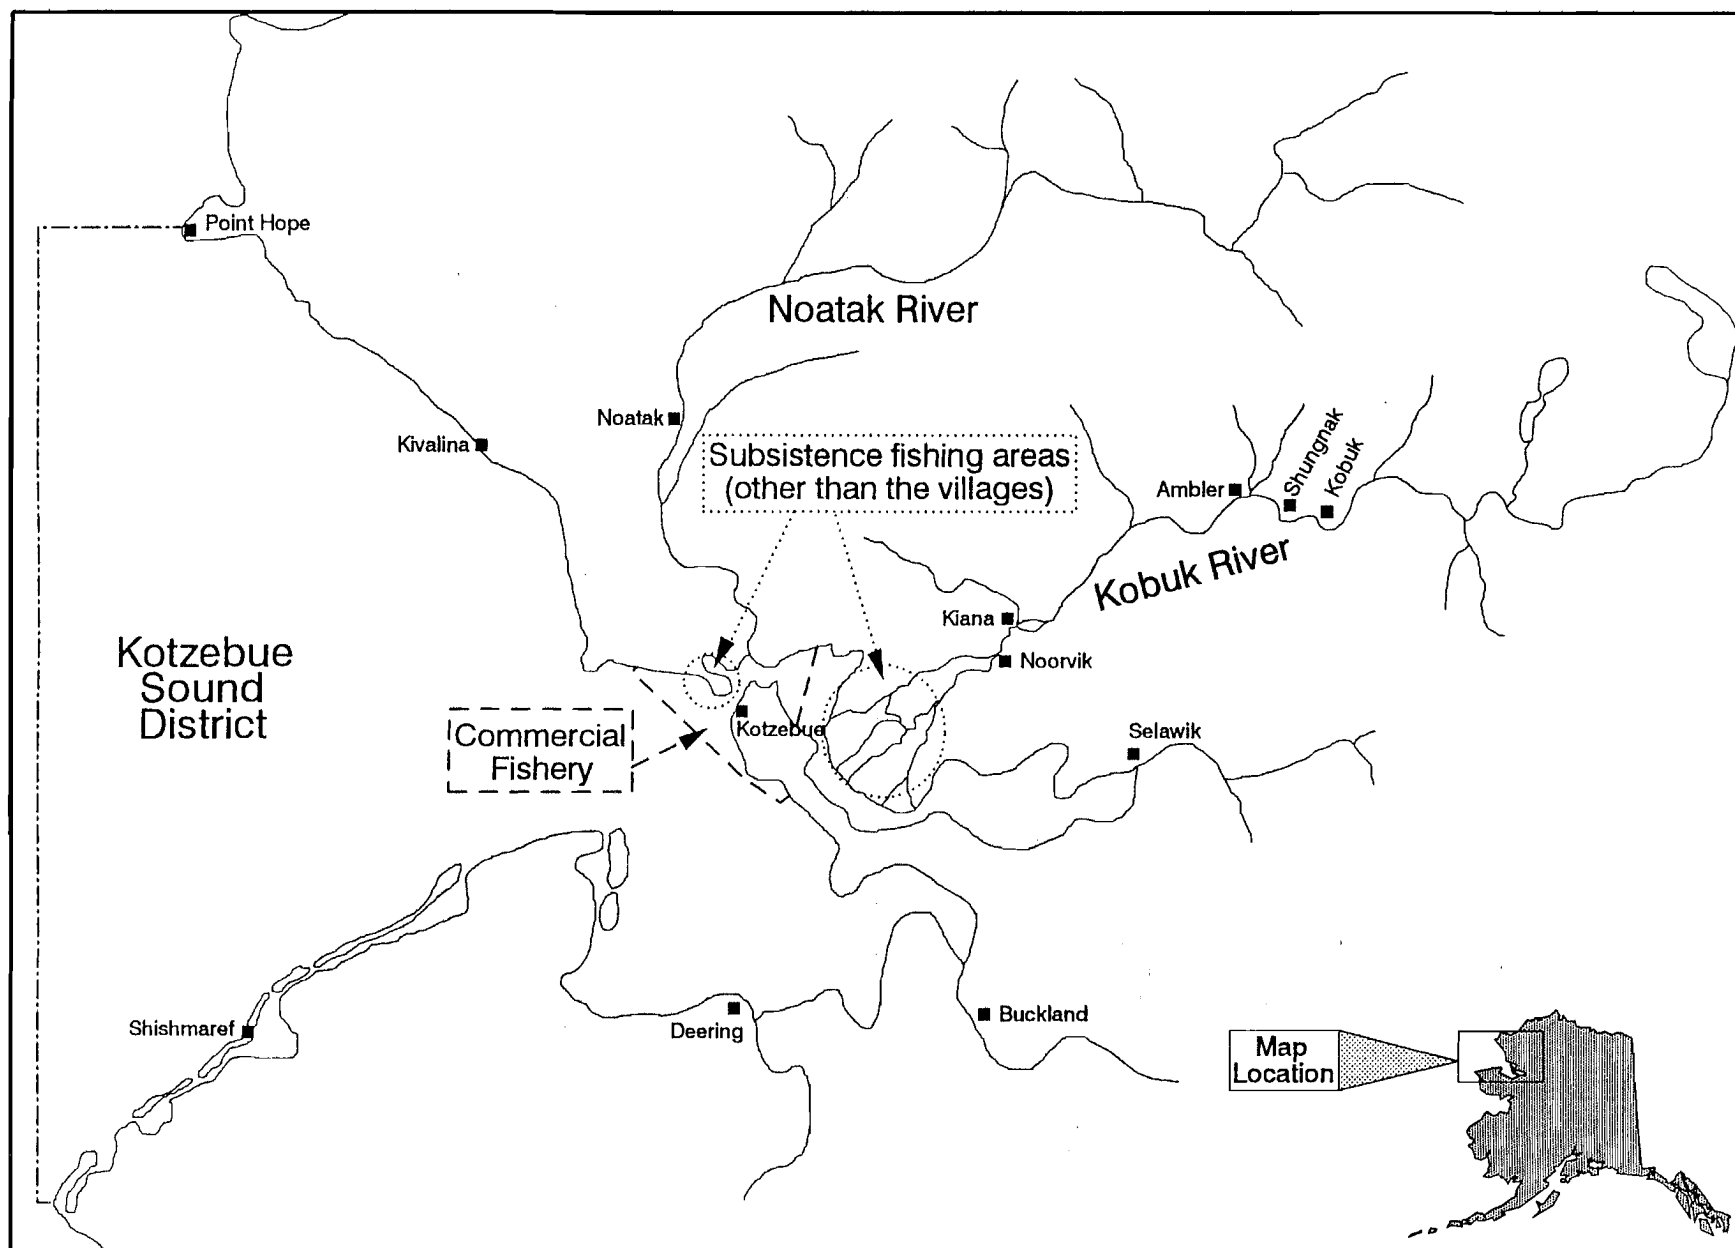 Point Hope
Noatak River
Noatak
Kivalina
Subsistence fishing areas
(other than the villages)
Ambler
Shungnak
Kobuk
Kobuk River
Kiana
Noorvik
Kotzebue
Sound
District
Commercial
Fishery
Kotzebue
Selawik
Shishmaref
Deering
Buckland
Map
Location